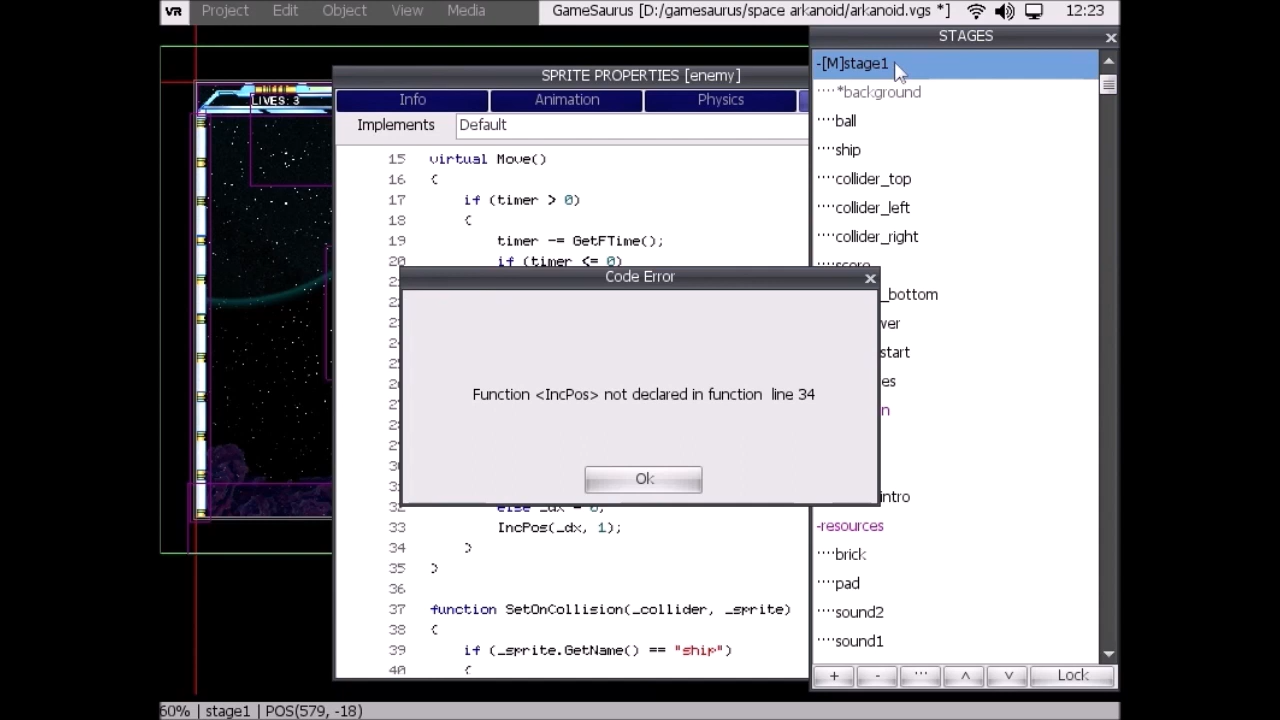 VR Project Edit Object View Media GameSaurus [D:/gamesaurus/space arkanoid/arkanoid.vgs *] 12:23
STAGES
-[M]stage1
····*background
····ball
····ship
····collider_top
····collider_left
····collider_right
_bottom
start
es
intro
-resources
····brick
····pad
····sound2
····sound1
+ - ··· ˄ ˅ Lock
LIVES: 3
SPRITE PROPERTIES [enemy]
Info Animation Physics
Implements Default
15 virtual Move()
16 {
17 if (timer > 0)
18 {
19 timer -= GetFTime();
20 if (timer <= 0)
Code Error
Function <IncPos> not declared in function line 34
Ok
33 IncPos(_dx, 1);
34 }
35 }
36
37 function SetOnCollision(_collider, _sprite)
38 {
39 if (_sprite.GetName() == "ship")
40 {
60% | stage1 | POS(579, -18)